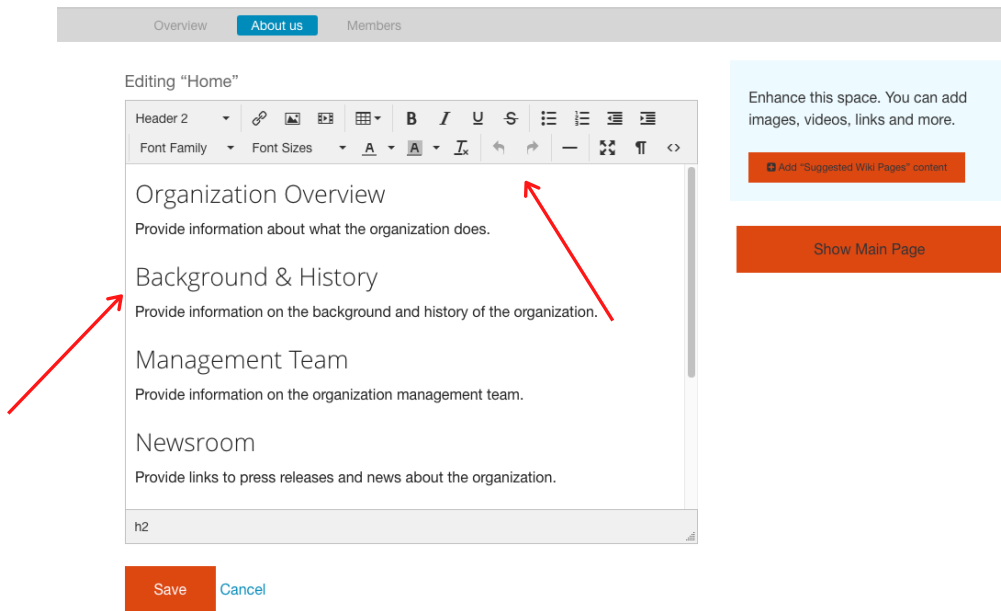 Overview About us Members
Editing “Home”
Header 2 B I U S
Font Family Font Sizes A A Tx ¶ <>
Organization Overview
Provide information about what the organization does.
Background & History
Provide information on the background and history of the organization.
Management Team
Provide information on the organization management team.
Newsroom
Provide links to press releases and news about the organization.
h2
Save Cancel
Enhance this space. You can add
images, videos, links and more.
Add “Suggested Wiki Pages” content
Show Main Page